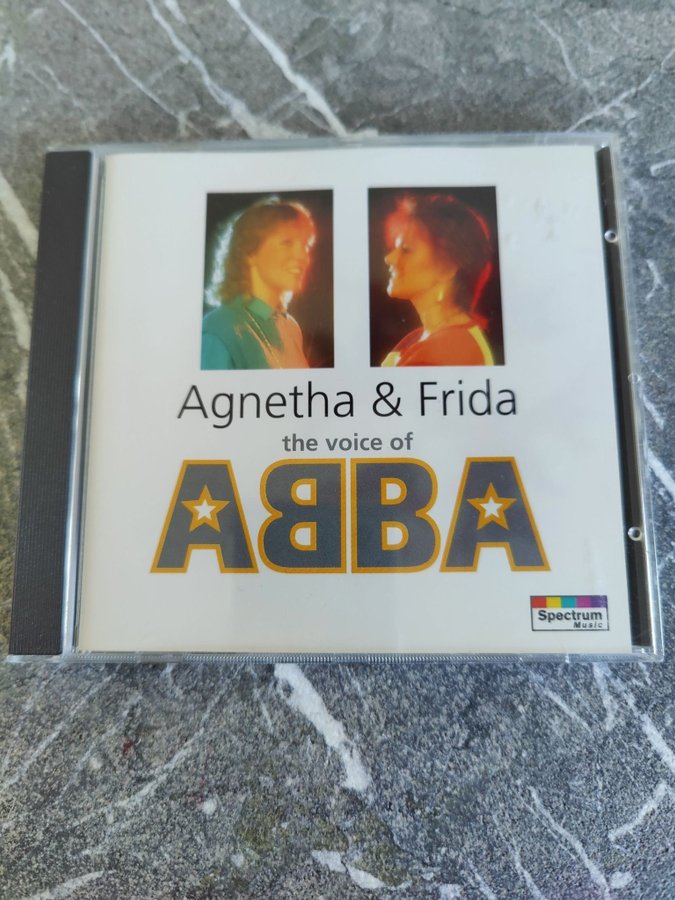 Agnetha & Frida
the voice of
ABBA
Spectrum
Music